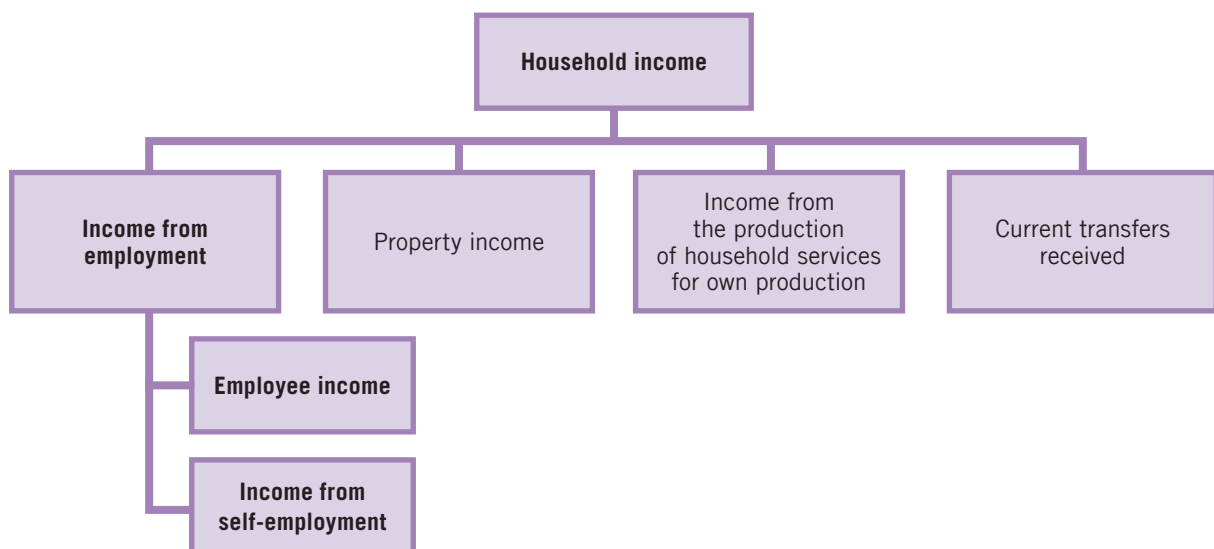 Household income
Income from
employment
Property income
Income from
the production
of household services
for own production
Current transfers
received
Employee income
Income from
self-employment